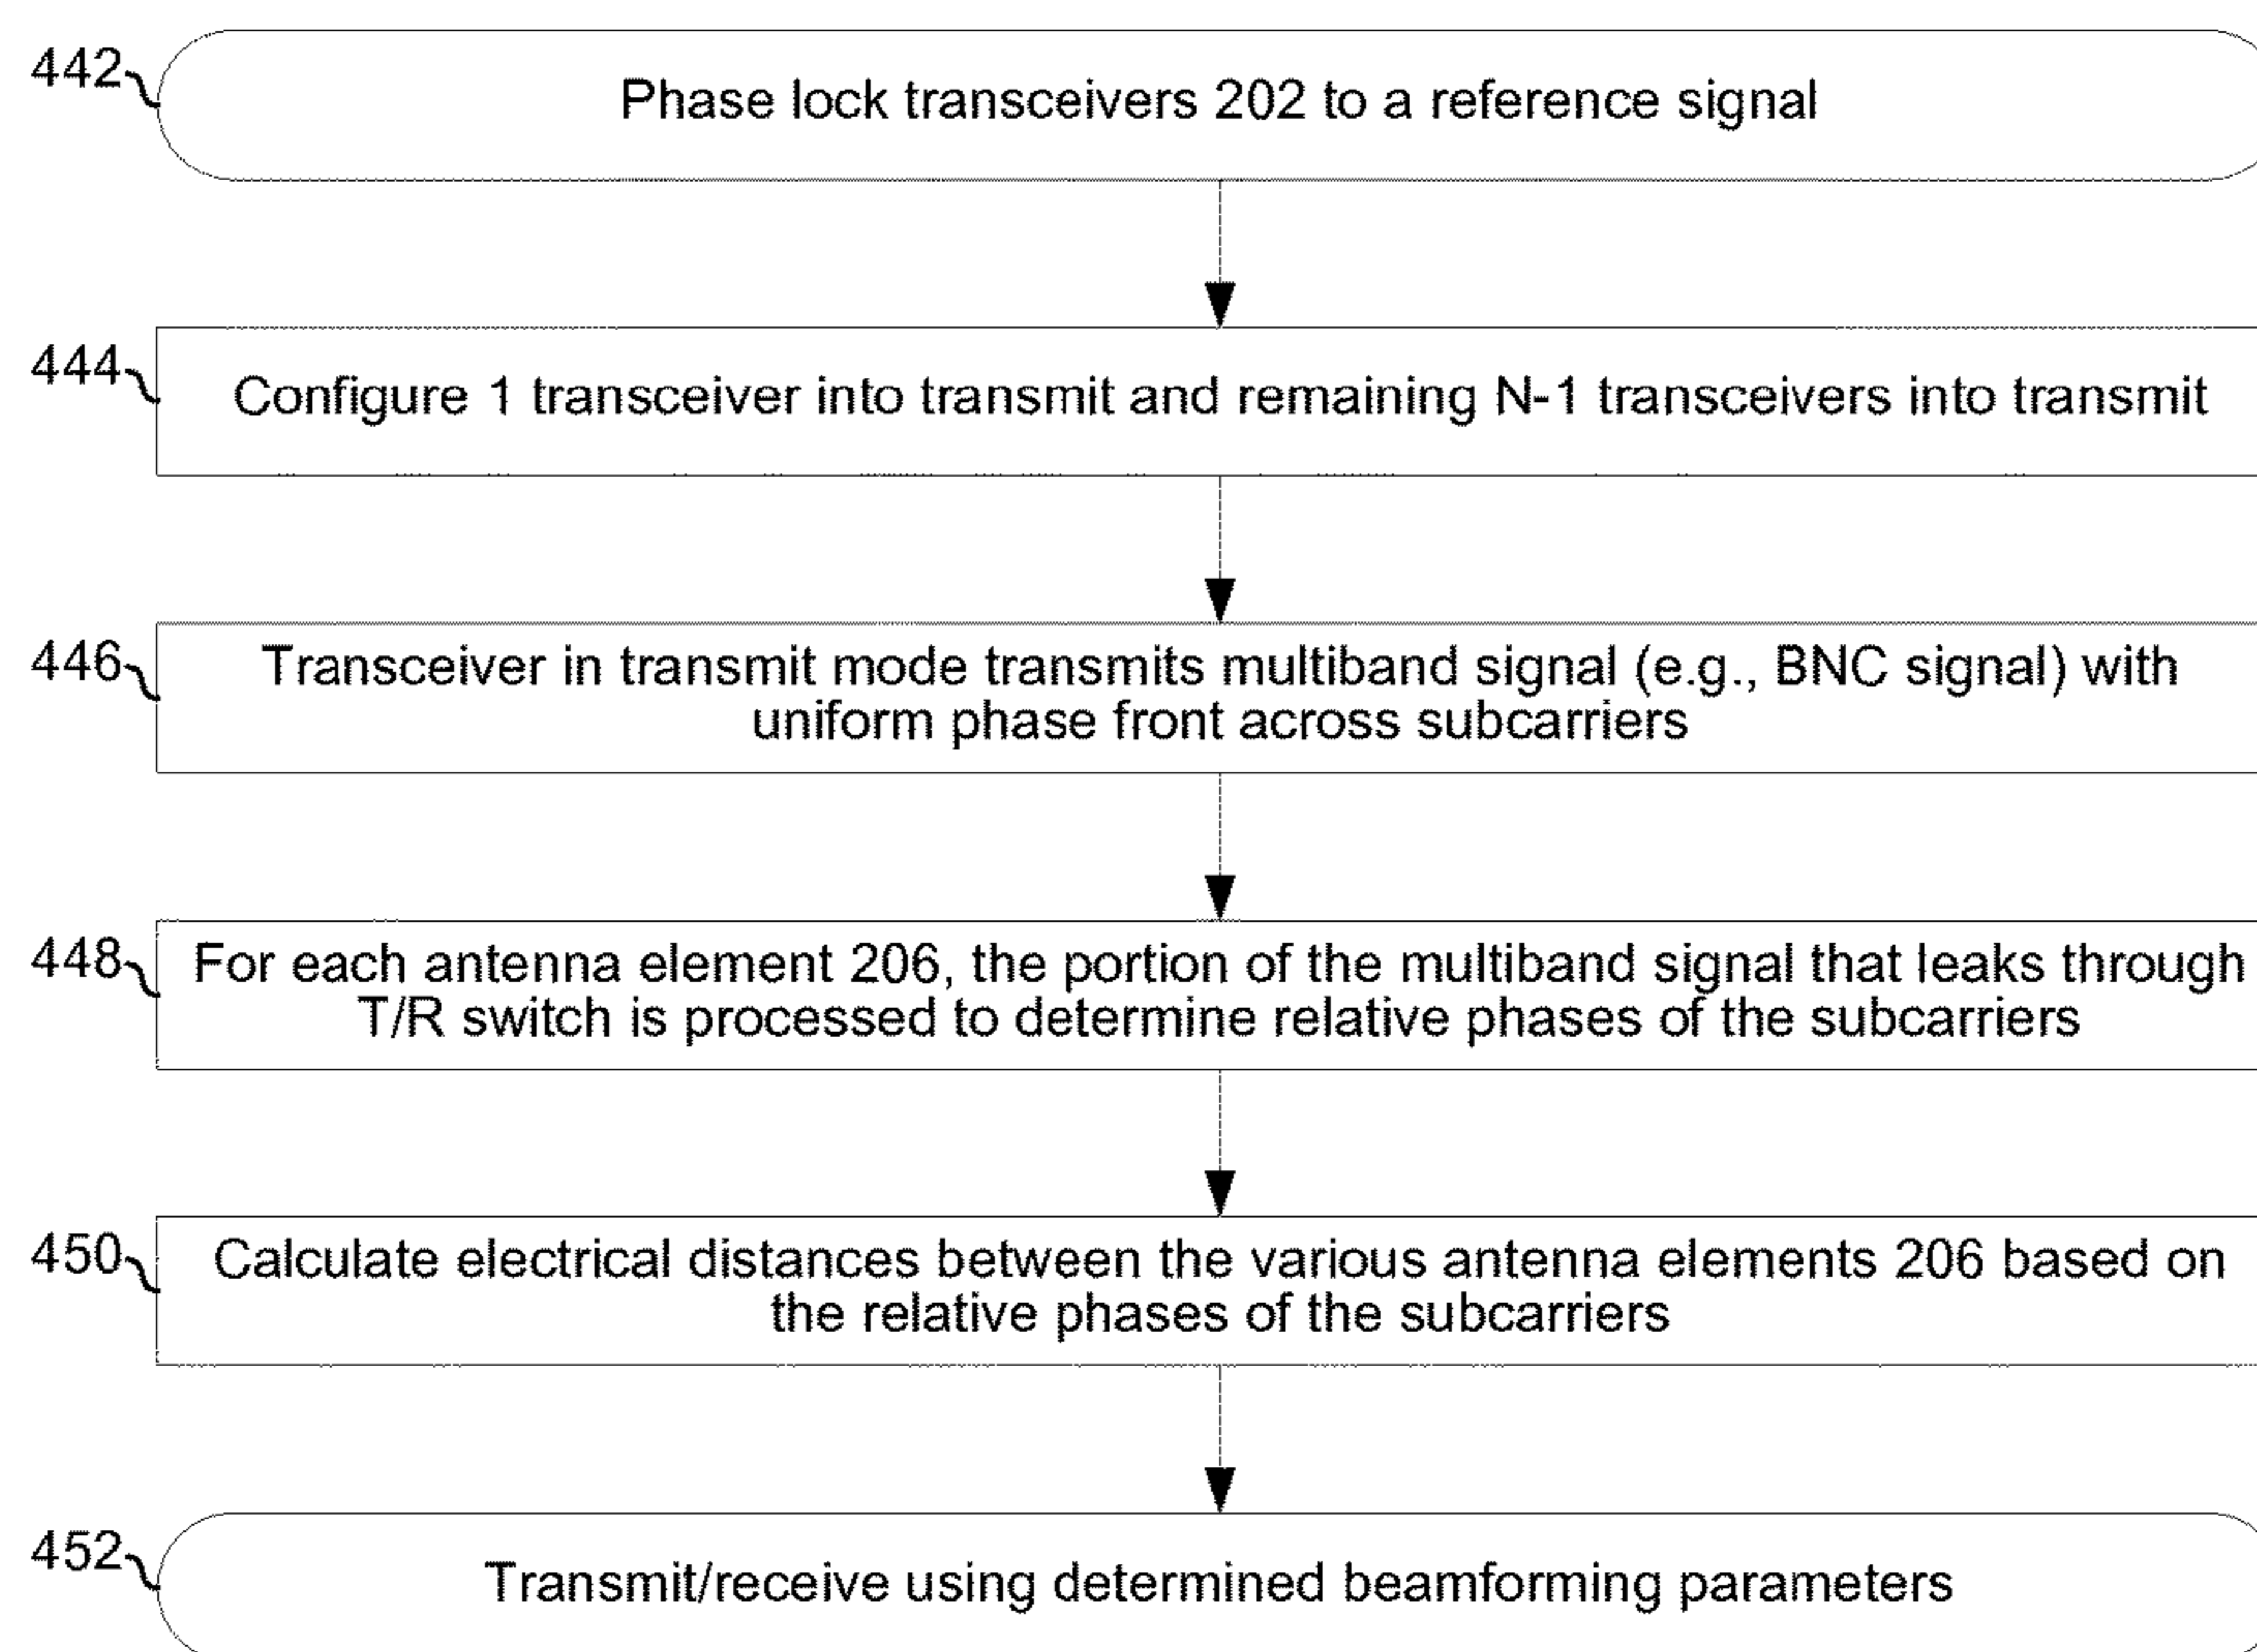 442
Phase lock transceivers 202 to a reference signal
444
Configure 1 transceiver into transmit and remaining N-1 transceivers into transmit
446
Transceiver in transmit mode transmits multiband signal (e.g., BNC signal) with
uniform phase front across subcarriers
448
For each antenna element 206, the portion of the multiband signal that leaks through
T/R switch is processed to determine relative phases of the subcarriers
450
Calculate electrical distances between the various antenna elements 206 based on
the relative phases of the subcarriers
452
Transmit/receive using determined beamforming parameters